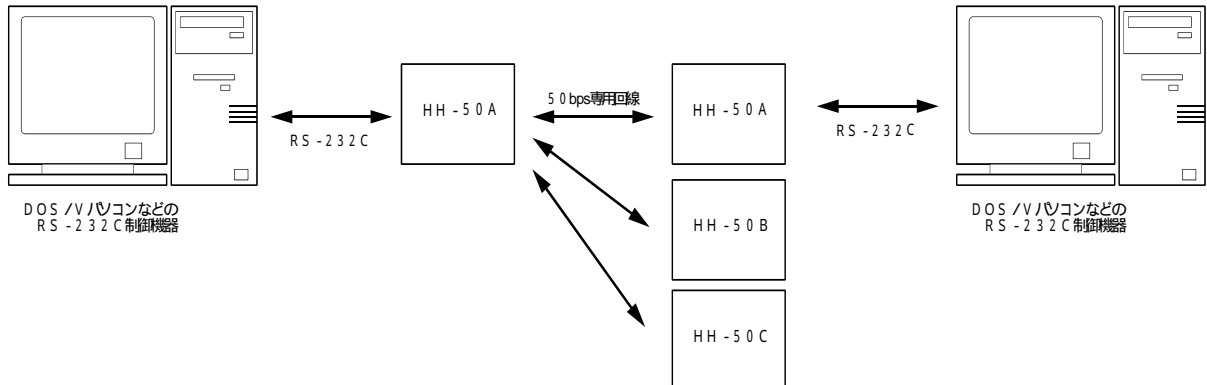 HH-50A
50bps専用回線
HH-50A
RS-232C
RS-232C
DOS/Vパソコンなどの
RS-232C制御機器
HH-50B
DOS/Vパソコンなどの
RS-232C制御機器
HH-50C